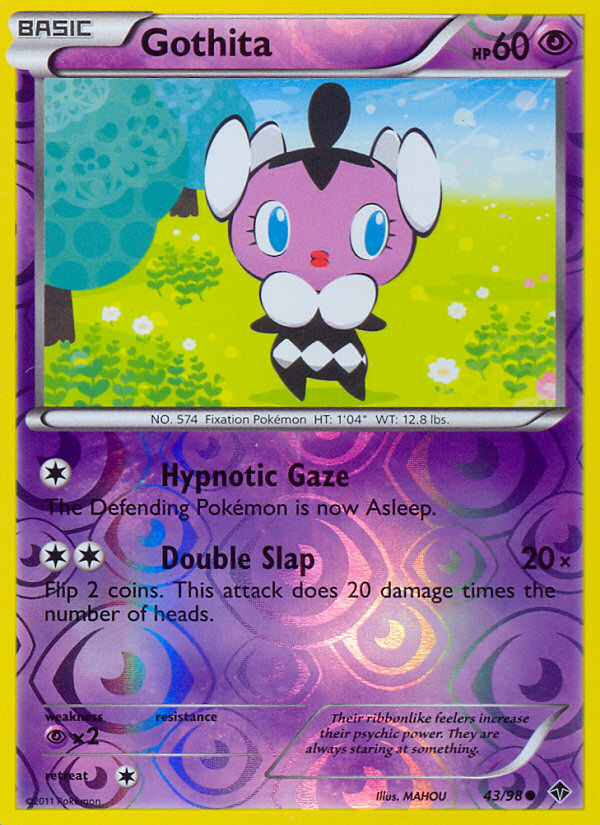 BASIC
Gothita
HP60
NO. 574 Fixation Pokémon HT: 1'04" WT: 12.8 lbs.
Hypnotic Gaze
The Defending Pokémon is now Asleep.
Double Slap 20×
Flip 2 coins. This attack does 20 damage times the
number of heads.
weakness resistance
×2
retreat
Their ribbonlike feelers increase
their psychic power. They are
always staring at something.
Illus. MAHOU 43/98
©2011 Pokémon